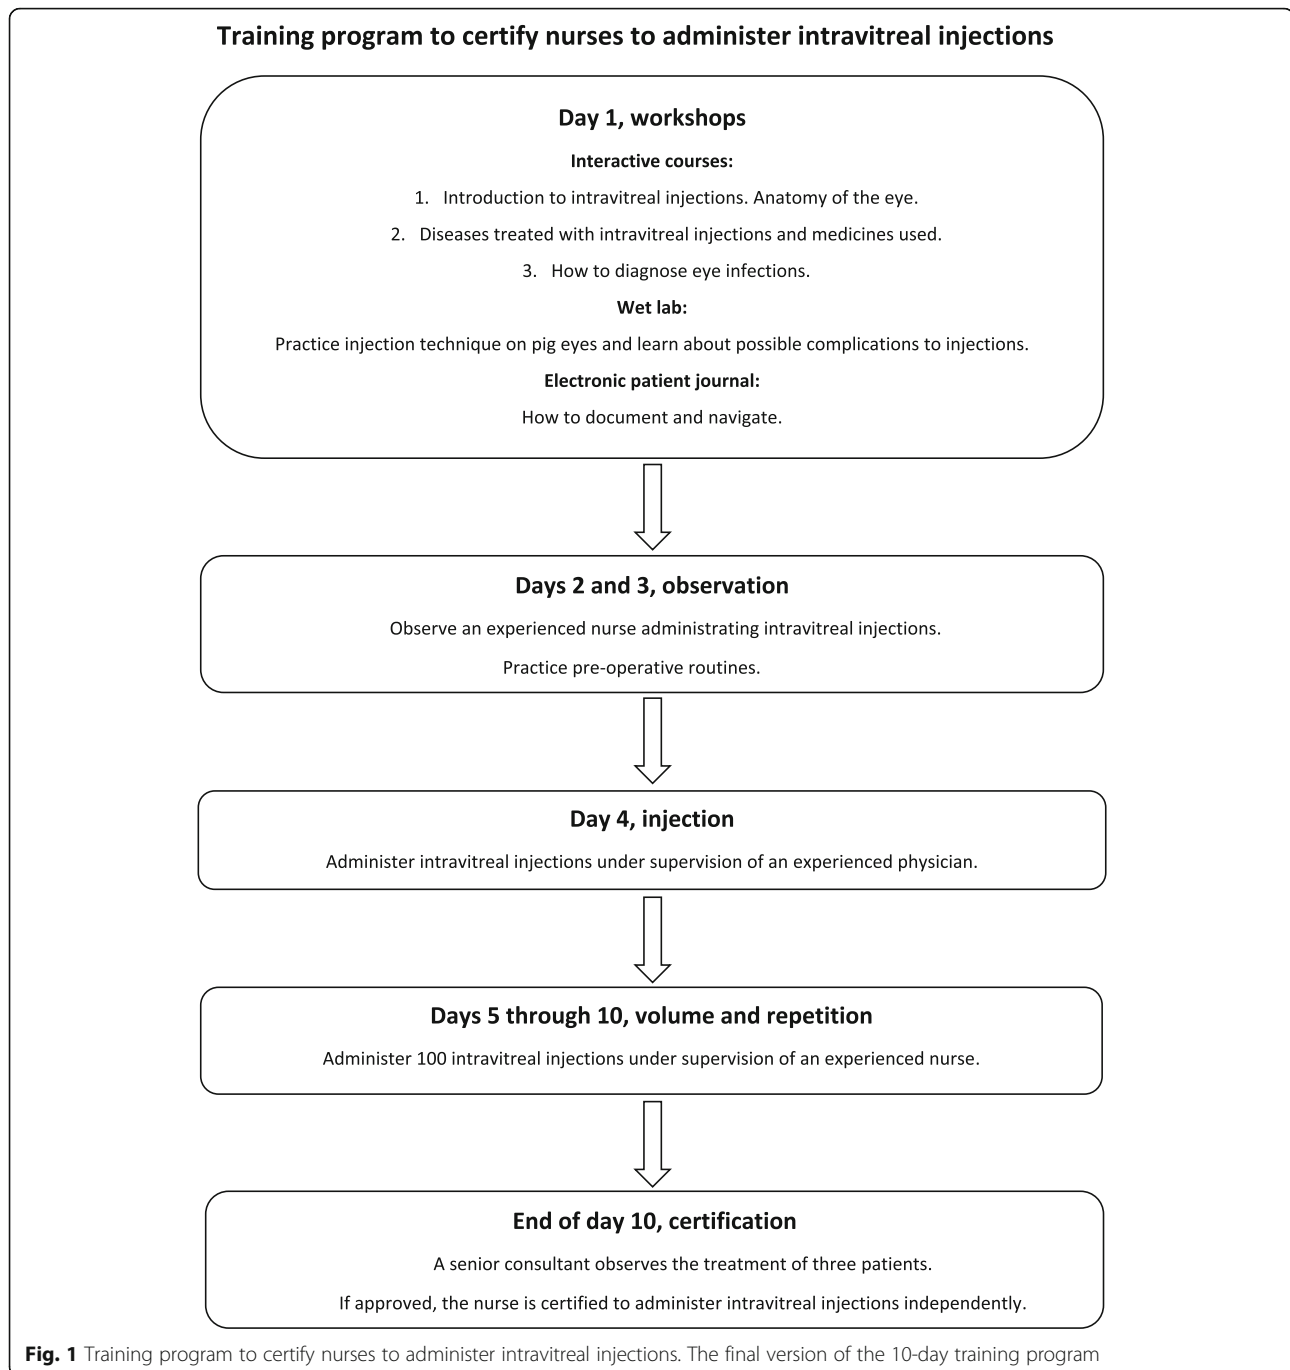 Training program to certify nurses to administer intravitreal injections
Day 1, workshops
Interactive courses:
1. Introduction to intravitreal injections. Anatomy of the eye.
2. Diseases treated with intravitreal injections and medicines used.
3. How to diagnose eye infections.
Wet lab:
Practice injection technique on pig eyes and learn about possible complications to injections.
Electronic patient journal:
How to document and navigate.
Days 2 and 3, observation
Observe an experienced nurse administrating intravitreal injections.
Practice pre-operative routines.
Day 4, injection
Administer intravitreal injections under supervision of an experienced physician.
Days 5 through 10, volume and repetition
Administer 100 intravitreal injections under supervision of an experienced nurse.
End of day 10, certification
A senior consultant observes the treatment of three patients.
If approved, the nurse is certified to administer intravitreal injections independently.
Fig. 1 Training program to certify nurses to administer intravitreal injections. The final version of the 10-day training program